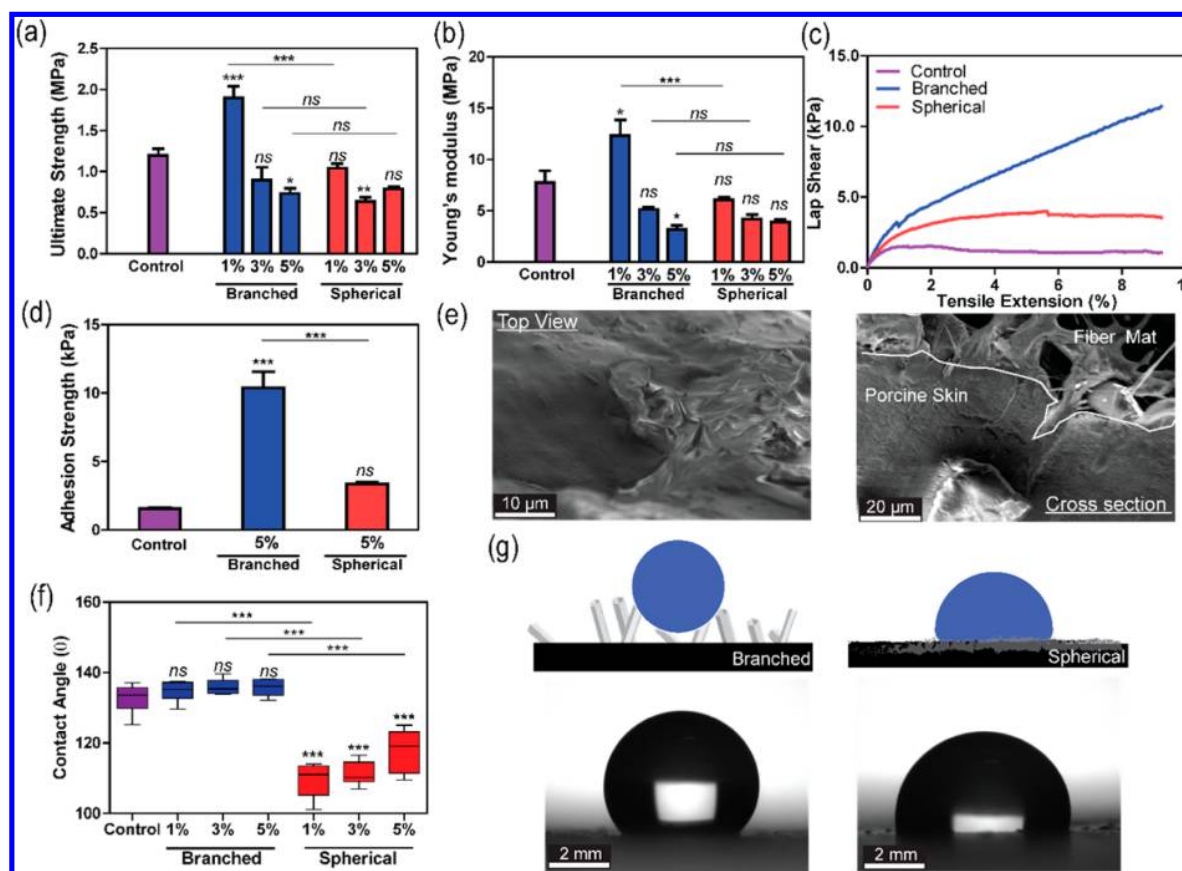 (a)
Ultimate Strength (MPa)
2.5
2.0
1.5
1.0
0.5
0.0
***
***
ns
ns
ns
*
ns
**
ns
Control
1% 3% 5%
1% 3% 5%
Branched
Spherical
(b)
Young's modulus (MPa)
20
15
10
5
0
***
*
ns
ns
ns
*
ns
ns
ns
Control
1% 3% 5%
1% 3% 5%
Branched
Spherical
(c)
Lap Shear (kPa)
15.0
10.0
5.0
0.0
Control
Branched
Spherical
0 2 4 6 8 1
Tensile Extension (%)
(d)
Adhesion Strength (kPa)
15
10
5
0
***
***
ns
Control
5%
5%
Branched
Spherical
(e)
Top View
10 µm
Fiber Mat
Porcine Skin
20 µm
Cross section
(f)
Contact Angle (θ)
160
140
120
100
***
***
***
ns
ns
ns
***
***
***
Control 1% 3% 5% 1% 3% 5%
Branched
Spherical
(g)
Branched
Spherical
2 mm
2 mm